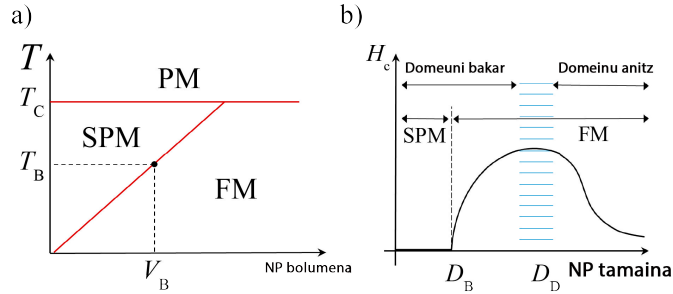 a)
T
PM
T_C
SPM
T_B
FM
V_B
NP bolumena
b)
H_c
Domeuni bakar
Domeinu anitz
SPM
FM
D_B
D_D
NP tamaina